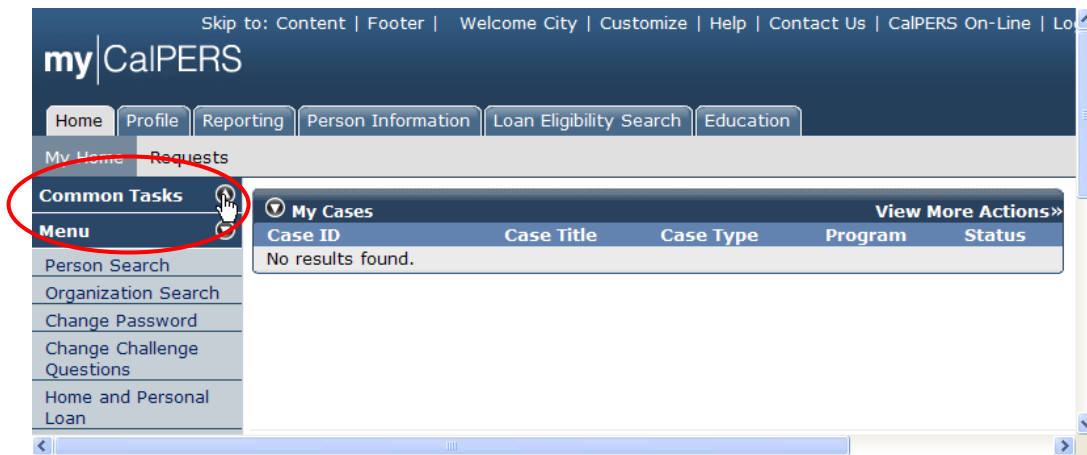 Skip to: Content | Footer | Welcome City | Customize | Help | Contact Us | CalPERS On-Line |
my|CalPERS
Home Profile Reporting Person Information Loan Eligibility Search Education
My Home Requests
Common Tasks
Menu
Person Search
Organization Search
Change Password
Change Challenge
Questions
Home and Personal
Loan
My Cases View More Actions»
Case ID Case Title Case Type Program Status
No results found.